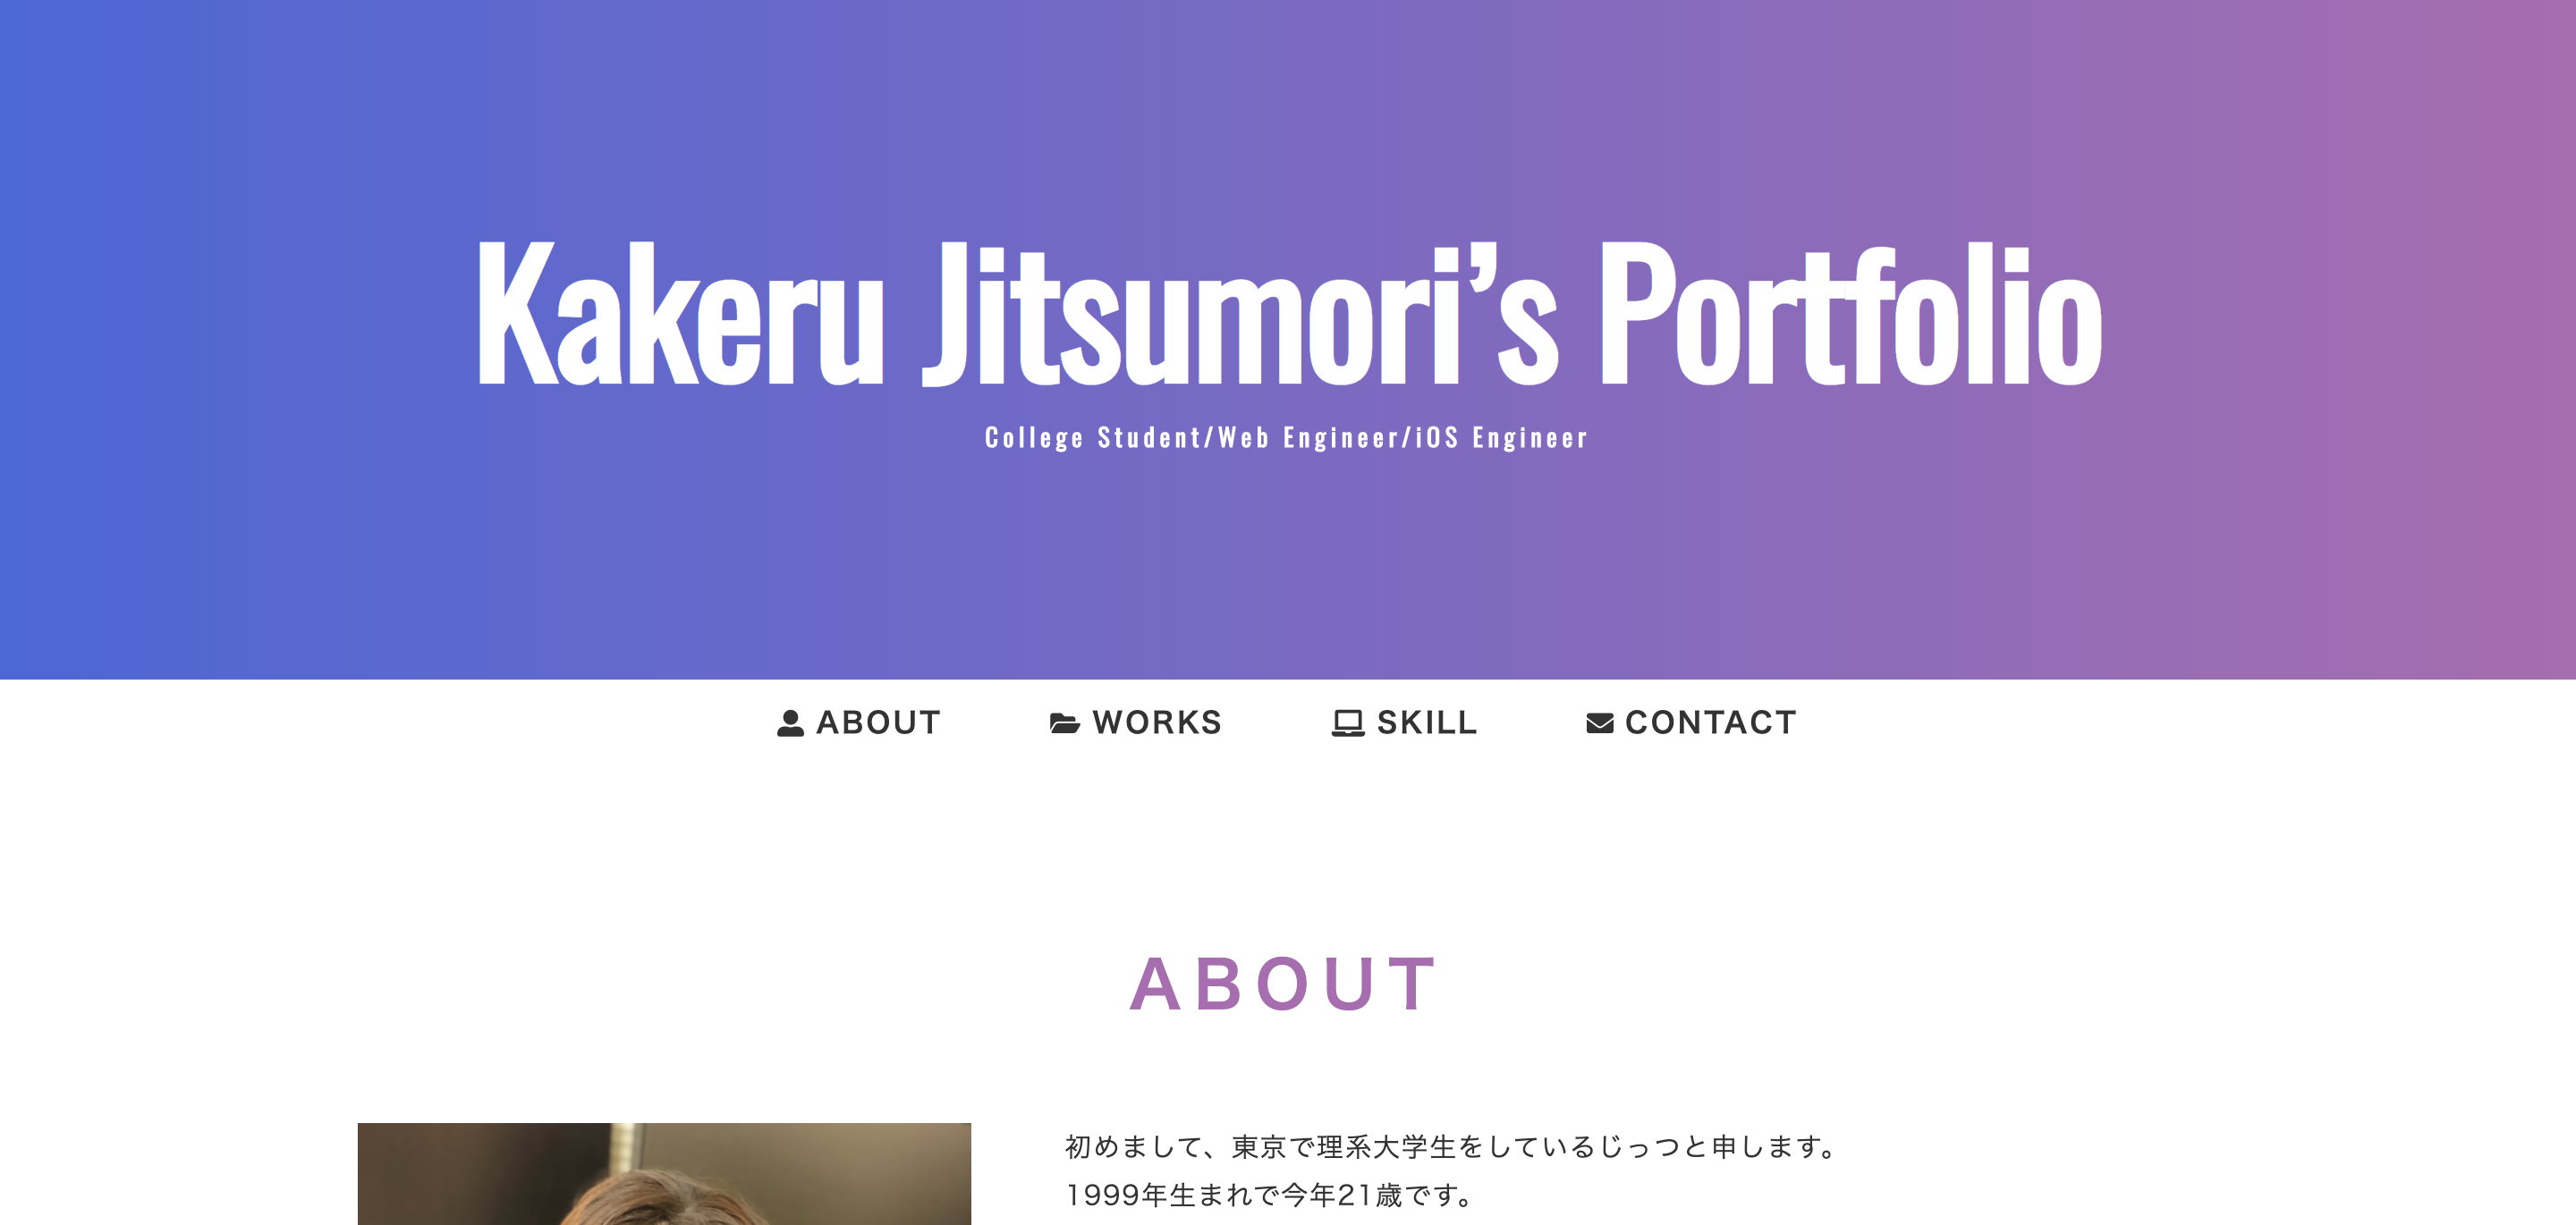 Kakeru Jitsumori’s Portfolio
College Student/Web Engineer/iOS Engineer
ABOUT WORKS SKILL CONTACT
ABOUT
初めまして、東京で理系大学生をしているじっつと申します。
1999年生まれで今年21歳です。